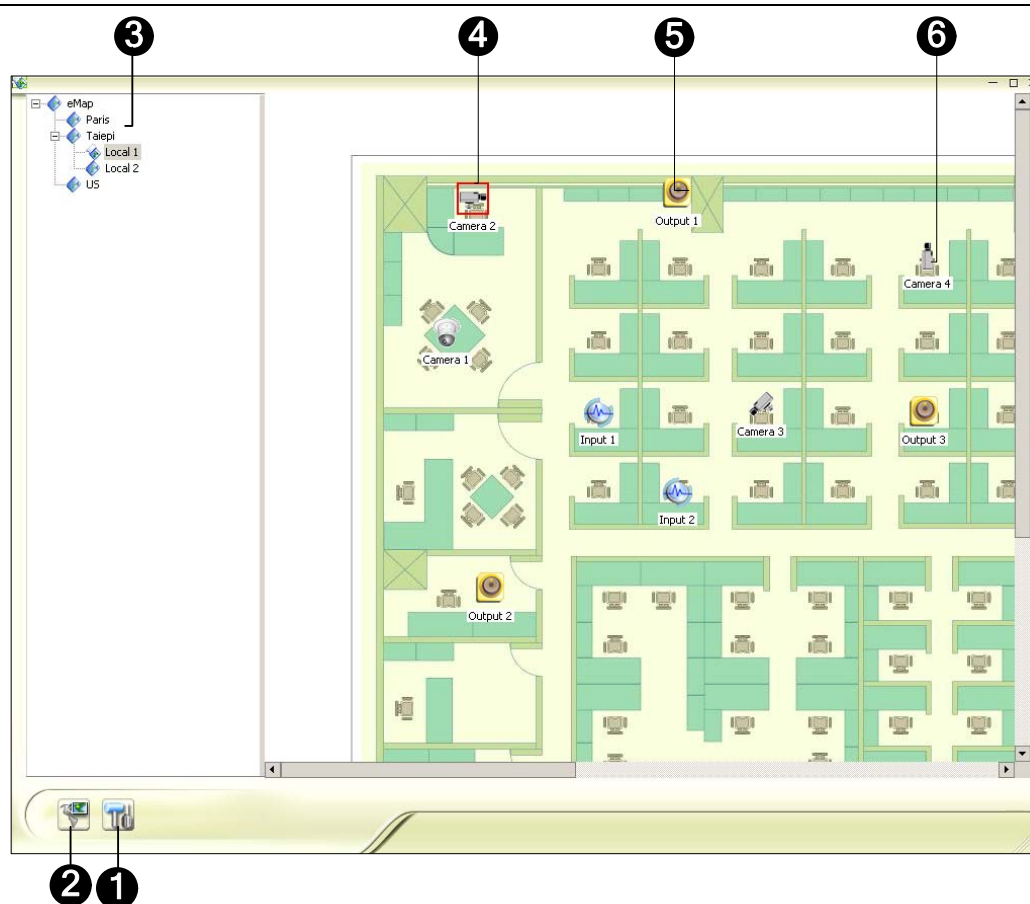 3
4
5
6
eMap
Paris
Taiepi
Local 1
Local 2
US
Camera 2
Output 1
Camera 4
Camera 1
Input 1
Camera 3
Output 3
Input 2
Output 2
2
1